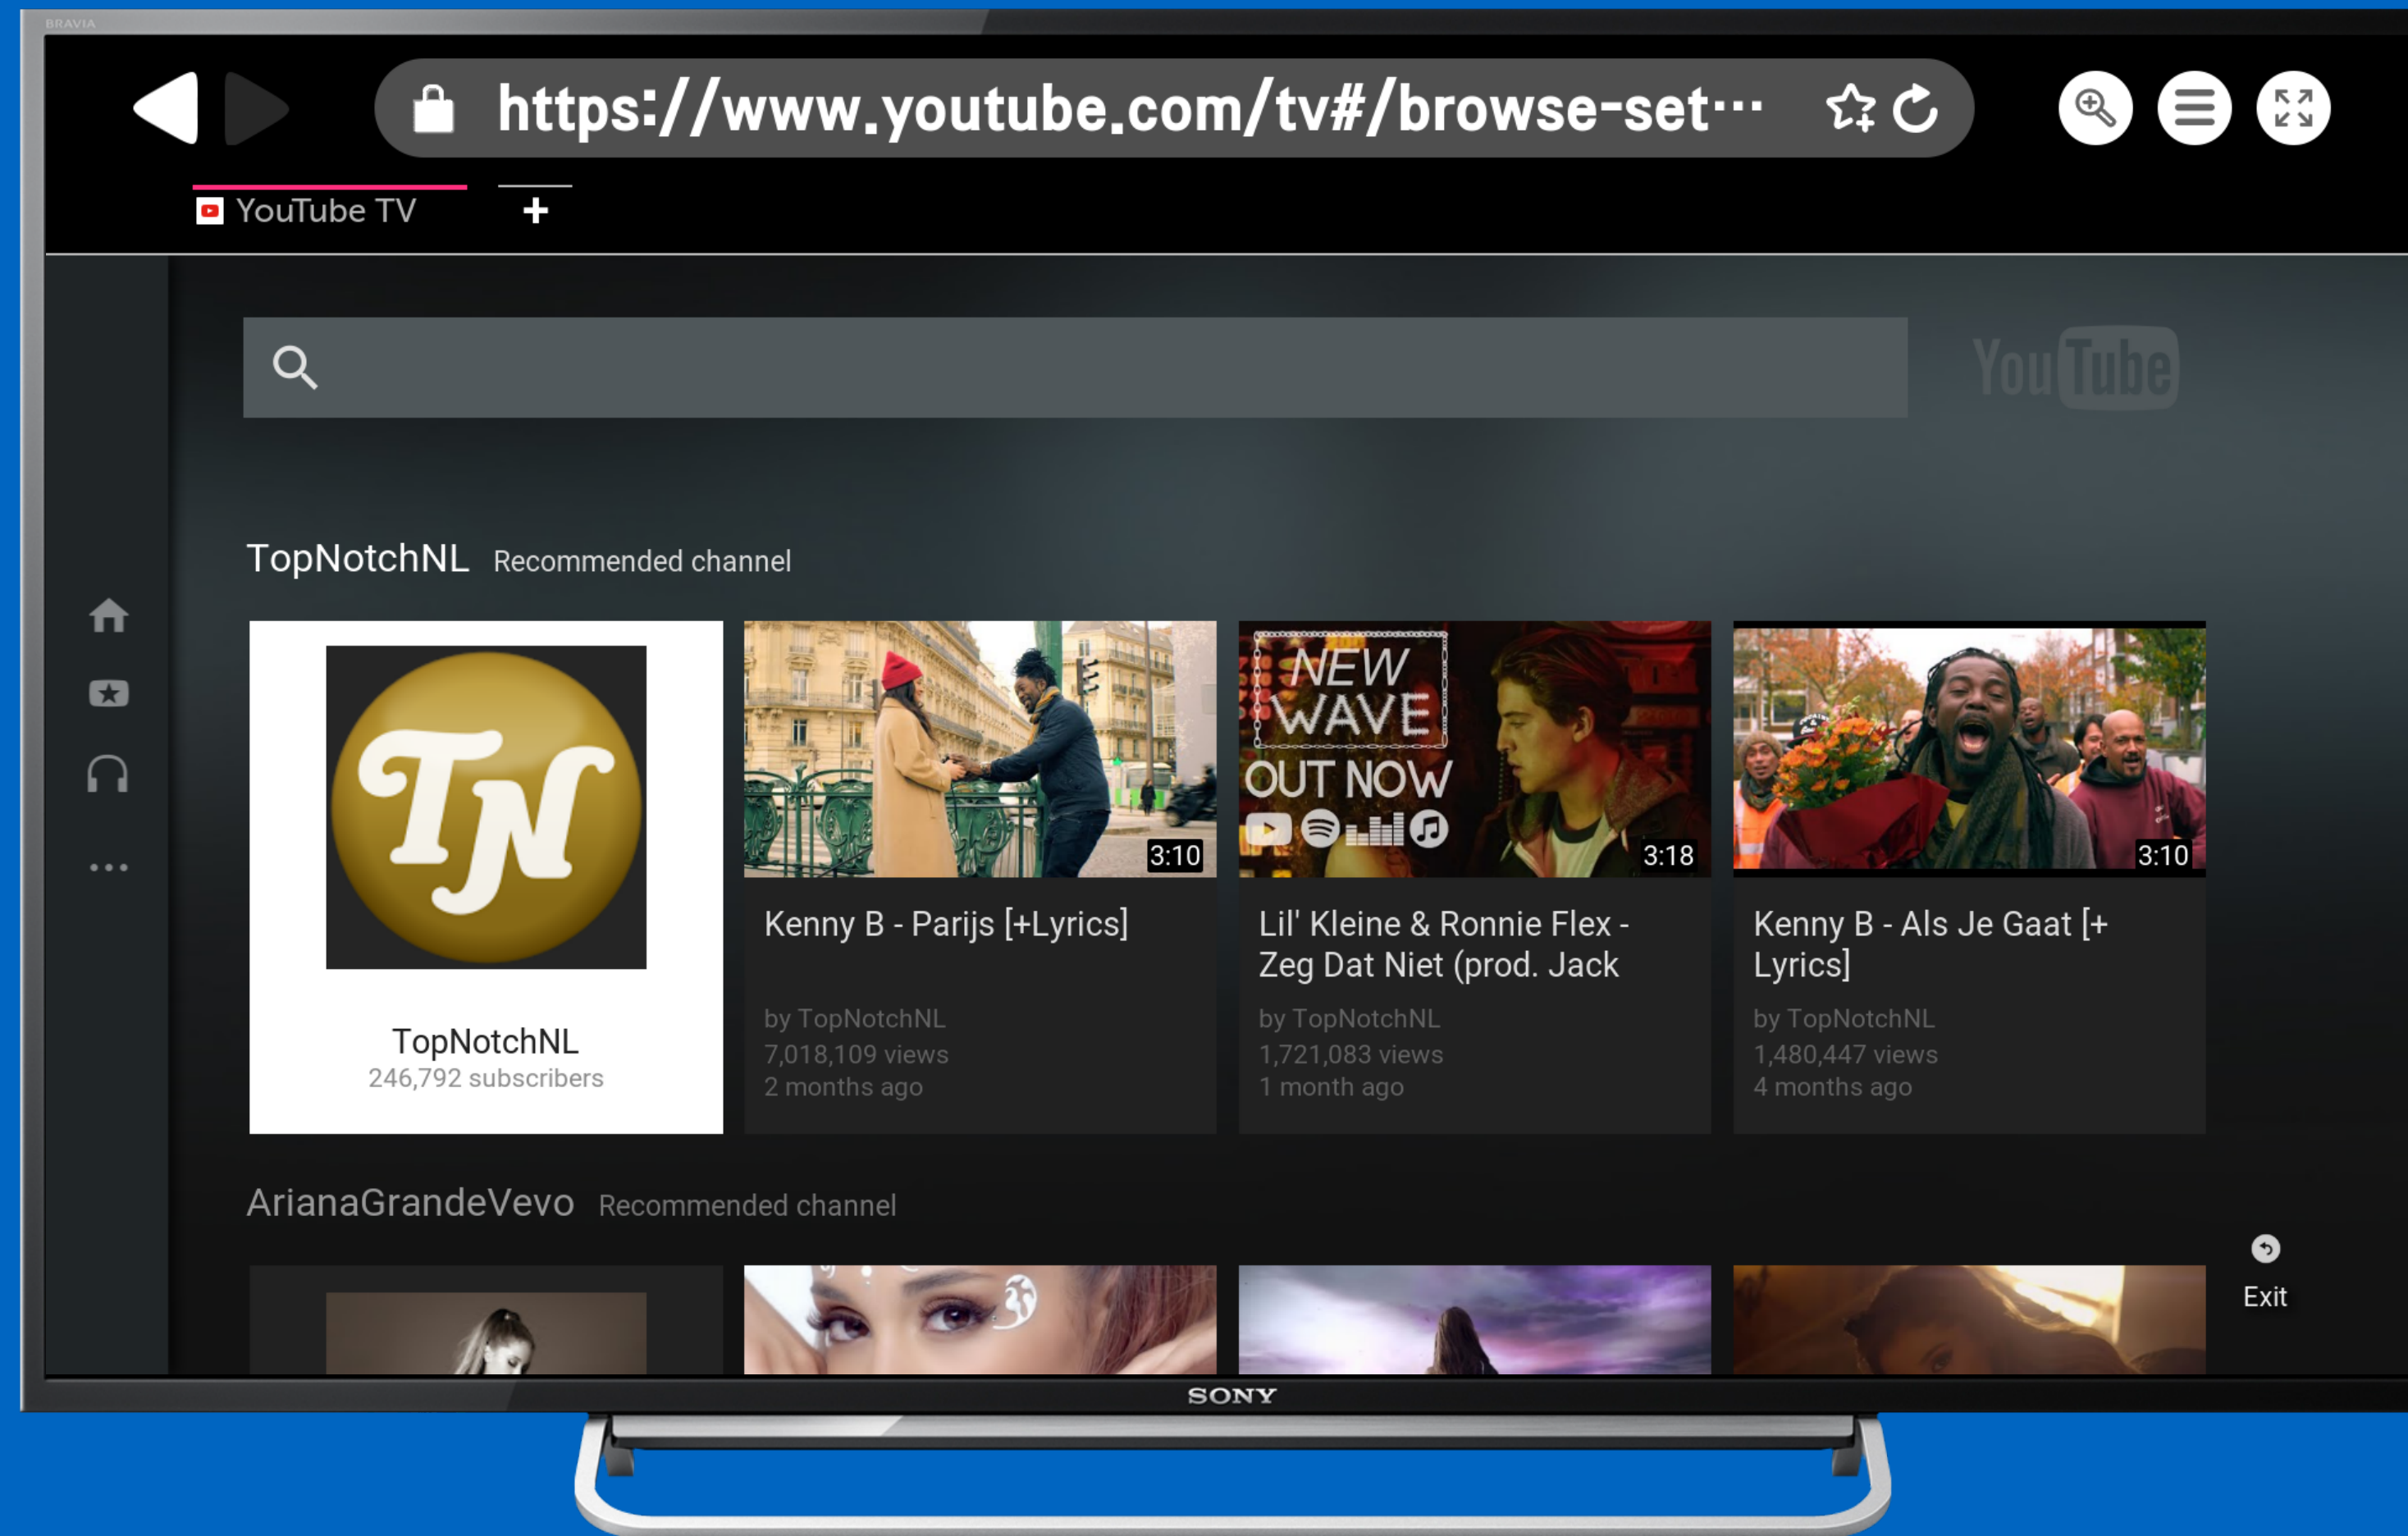 BRAVIA
https://www.youtube.com/tv#/browse-set…
YouTube TV
+
YouTube
TopNotchNL Recommended channel
TN
NEW
WAVE
OUT NOW
3:10
3:18
3:10
TopNotchNL
246,792 subscribers
Kenny B - Parijs [+Lyrics]
by TopNotchNL
7,018,109 views
2 months ago
Lil' Kleine & Ronnie Flex -
Zeg Dat Niet (prod. Jack
by TopNotchNL
1,721,083 views
1 month ago
Kenny B - Als Je Gaat [+
Lyrics]
by TopNotchNL
1,480,447 views
4 months ago
ArianaGrandeVevo Recommended channel
Exit
SONY